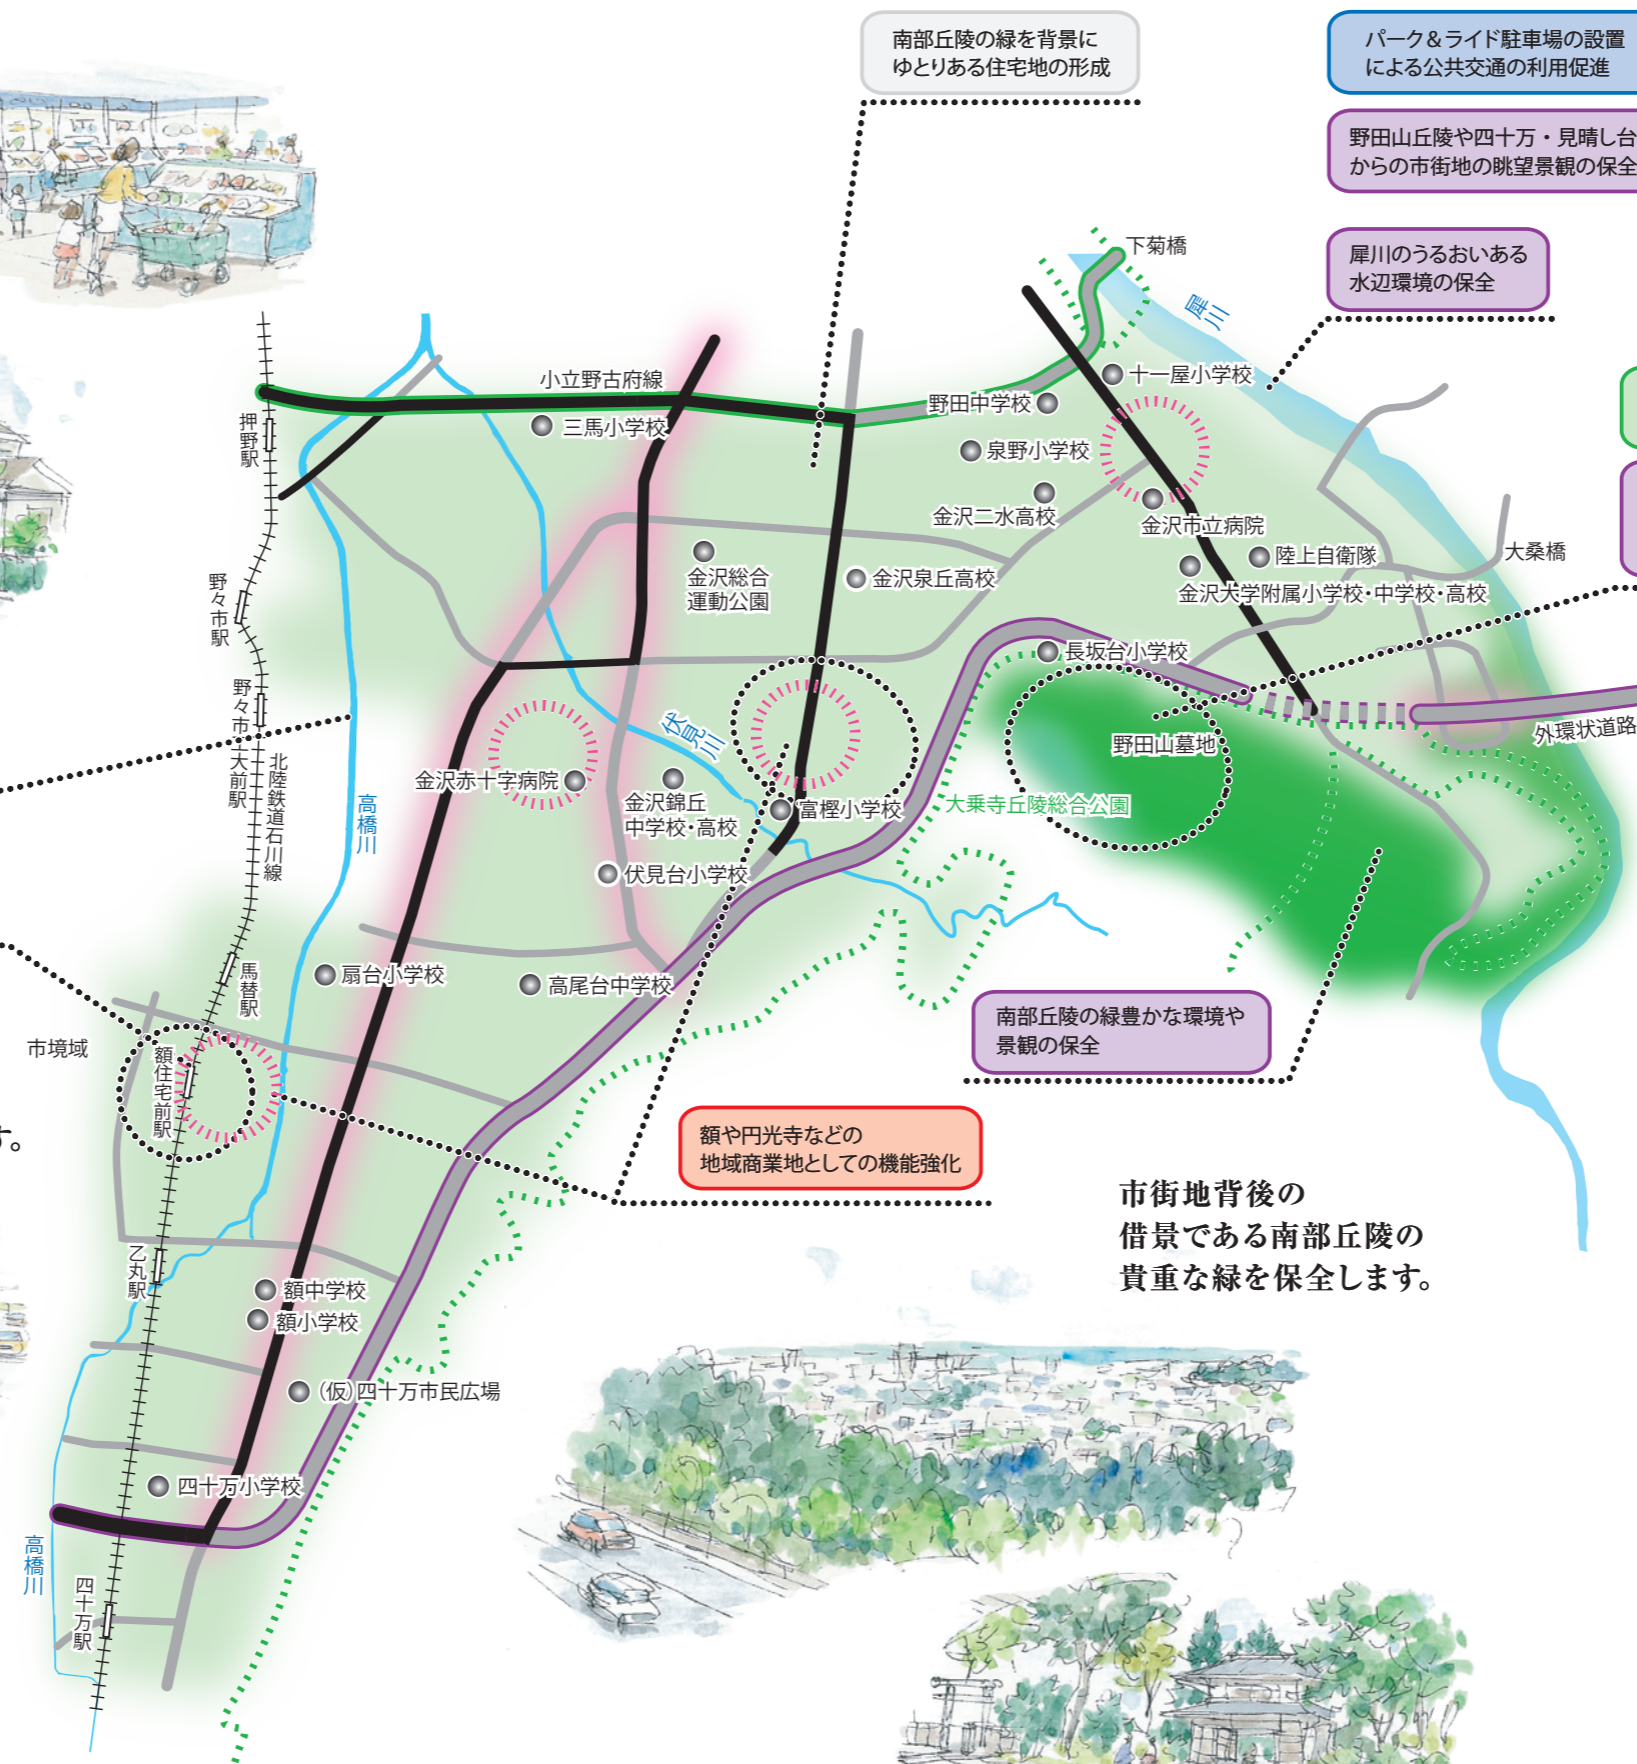 南部丘陵の緑を背景に
ゆとりある住宅地の形成
パーク&ライド駐車場の設置
による公共交通の利用促進
野田山丘陵や四十万・見晴し台
からの市街地の眺望景観の保全
犀川のうるおいある
水辺環境の保全
下菊橋
犀川
小立野古府線
三馬小学校
押野駅
野田中学校
十一屋小学校
泉野小学校
金沢二水高校
金沢市立病院
陸上自衛隊
大桑橋
金沢大学附属小学校・中学校・高校
金沢総合
運動公園
金沢泉丘高校
野々市駅
長坂台小学校
野々市工大前駅
北陸鉄道石川線
高橋川
伏見川
野田山墓地
外環状道路
金沢赤十字病院
金沢錦丘
中学校・高校
富樫小学校
大乗寺丘陵総合公園
伏見台小学校
馬替駅
扇台小学校
高尾台中学校
南部丘陵の緑豊かな環境や
景観の保全
市境域
額住宅前駅
す。
額や円光寺などの
地域商業地としての機能強化
市街地背後の
借景である南部丘陵の
貴重な緑を保全します。
乙丸駅
額中学校
額小学校
(仮)四十万市民広場
四十万小学校
高橋川
四十万駅